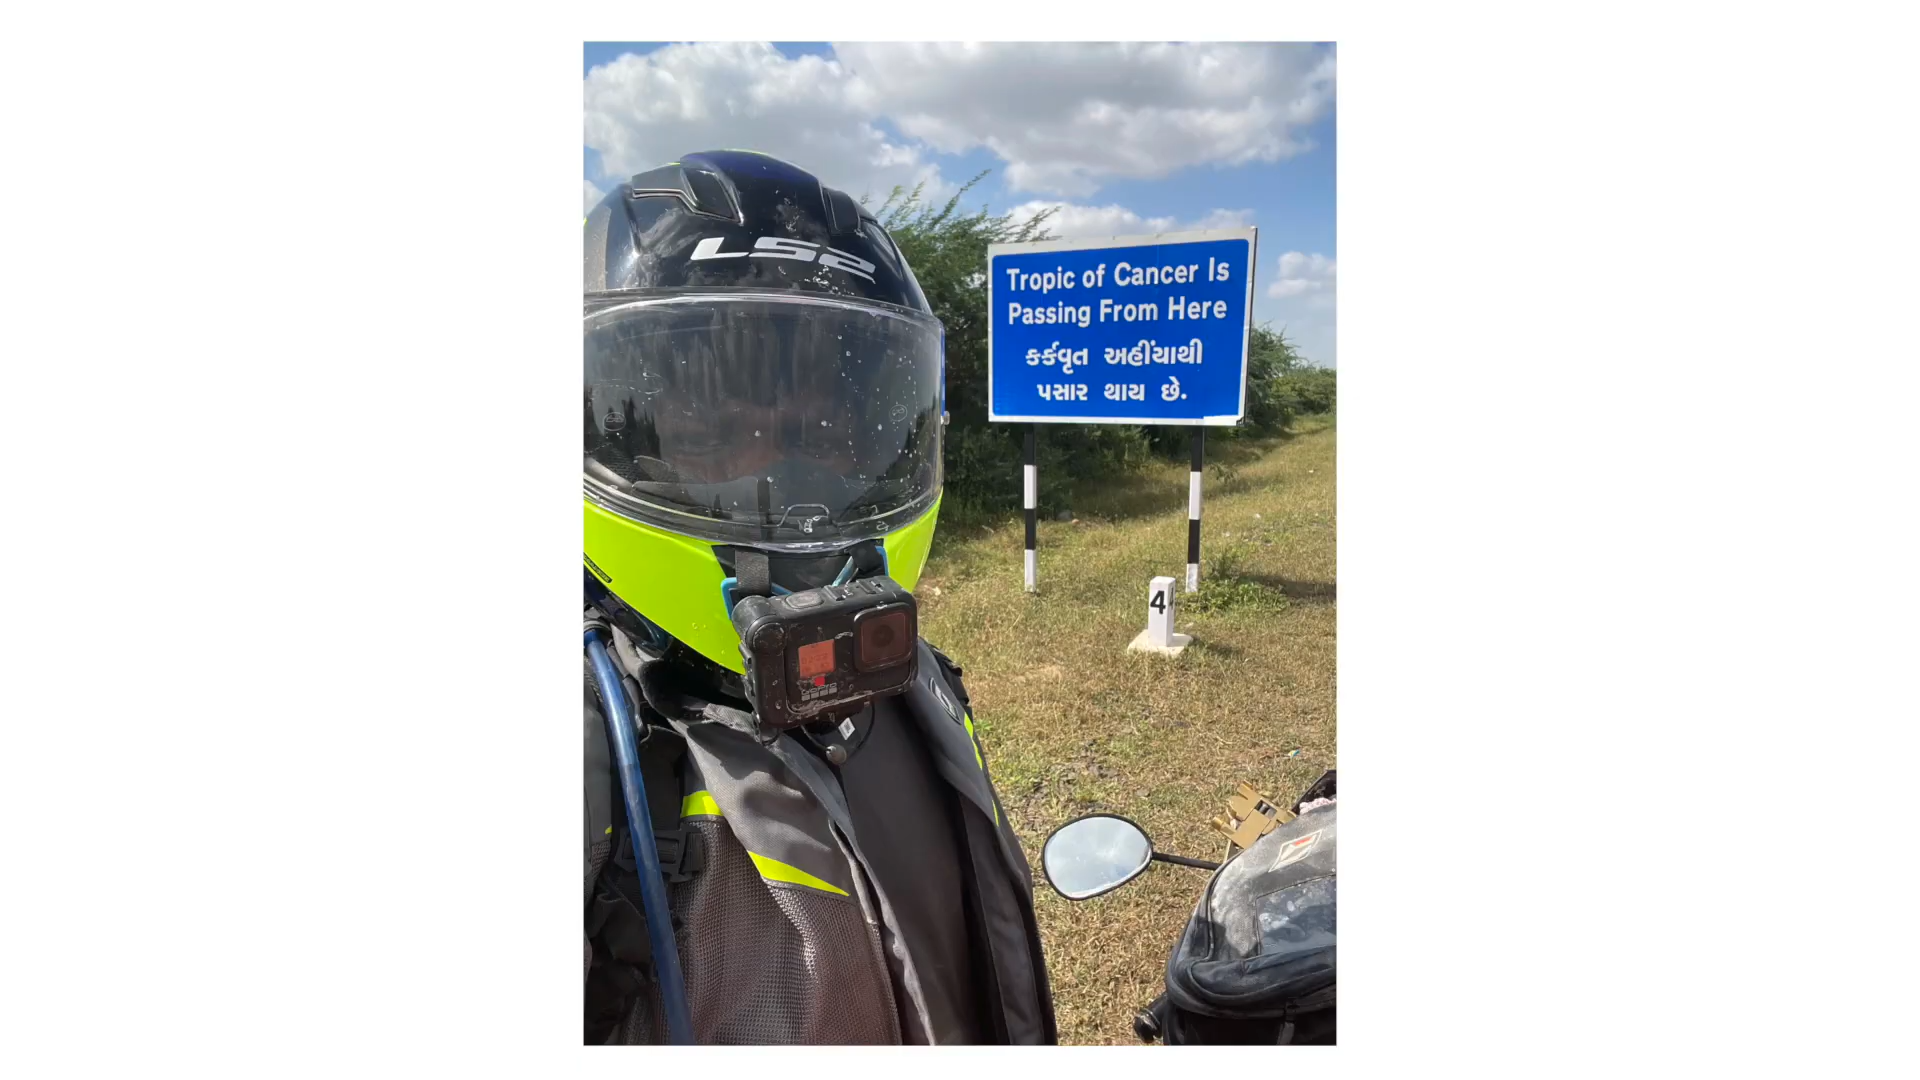 LS2
Tropic of Cancer Is
Passing From Here
કર્કવૃત અહીંયાથી
પસાર થાય છે.
4